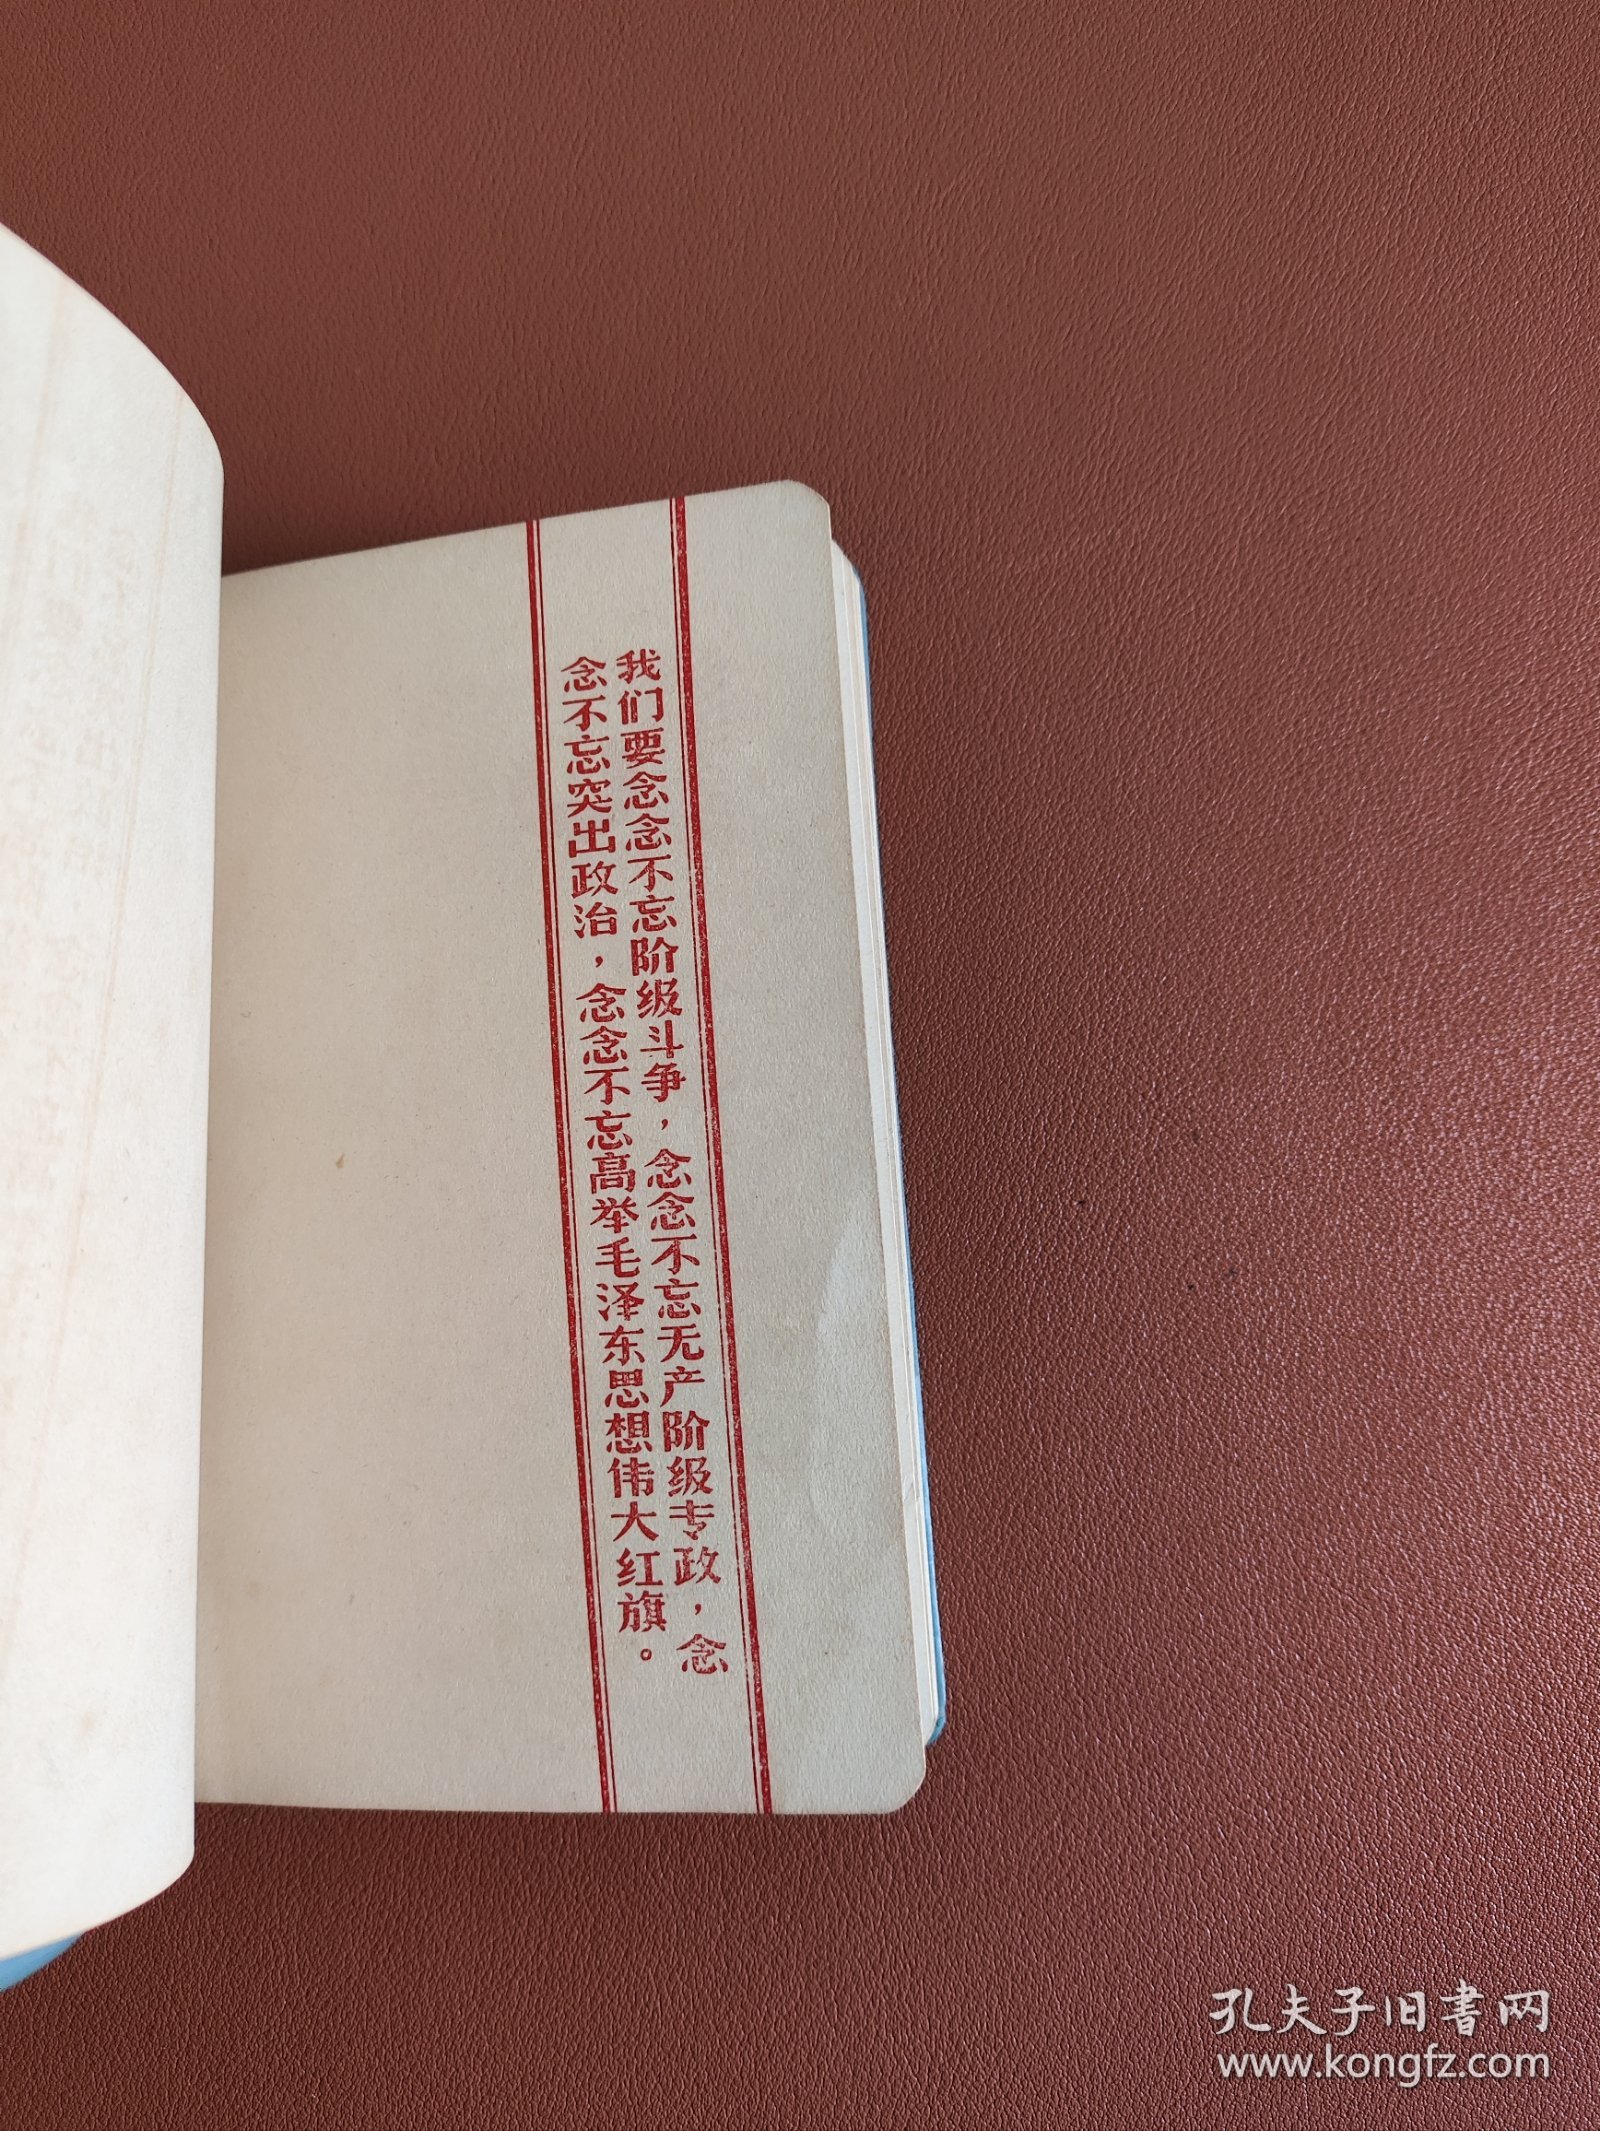 我们要念念不忘阶级斗争，念念不忘无产阶级专政，念
念不忘突出政治，念念不忘高举毛泽东思想伟大红旗。
孔夫子旧書网
www.kongfz.com